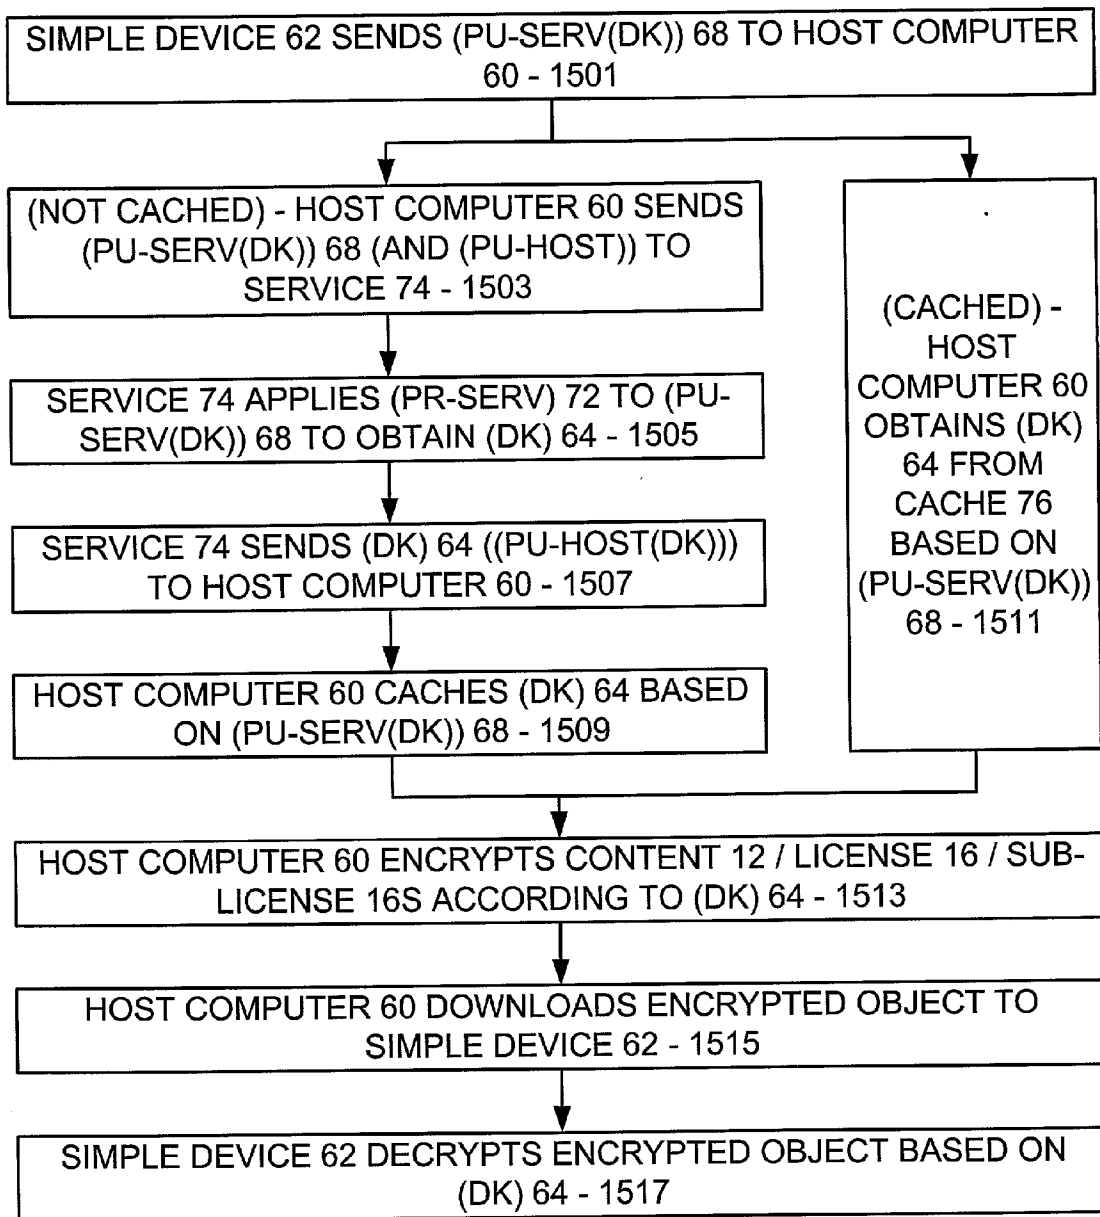 SIMPLE DEVICE 62 SENDS (PU-SERV(DK)) 68 TO HOST COMPUTER
60 - 1501
(NOT CACHED) - HOST COMPUTER 60 SENDS
(PU-SERV(DK)) 68 (AND (PU-HOST)) TO
SERVICE 74 - 1503
SERVICE 74 APPLIES (PR-SERV) 72 TO (PU-
SERV(DK)) 68 TO OBTAIN (DK) 64 - 1505
SERVICE 74 SENDS (DK) 64 ((PU-HOST(DK)))
TO HOST COMPUTER 60 - 1507
HOST COMPUTER 60 CACHES (DK) 64 BASED
ON (PU-SERV(DK)) 68 - 1509
(CACHED) -
HOST
COMPUTER 60
OBTAINS (DK)
64 FROM
CACHE 76
BASED ON
(PU-SERV(DK))
68 - 1511
HOST COMPUTER 60 ENCRYPTS CONTENT 12 / LICENSE 16 / SUB-
LICENSE 16S ACCORDING TO (DK) 64 - 1513
HOST COMPUTER 60 DOWNLOADS ENCRYPTED OBJECT TO
SIMPLE DEVICE 62 - 1515
SIMPLE DEVICE 62 DECRYPTS ENCRYPTED OBJECT BASED ON
(DK) 64 - 1517